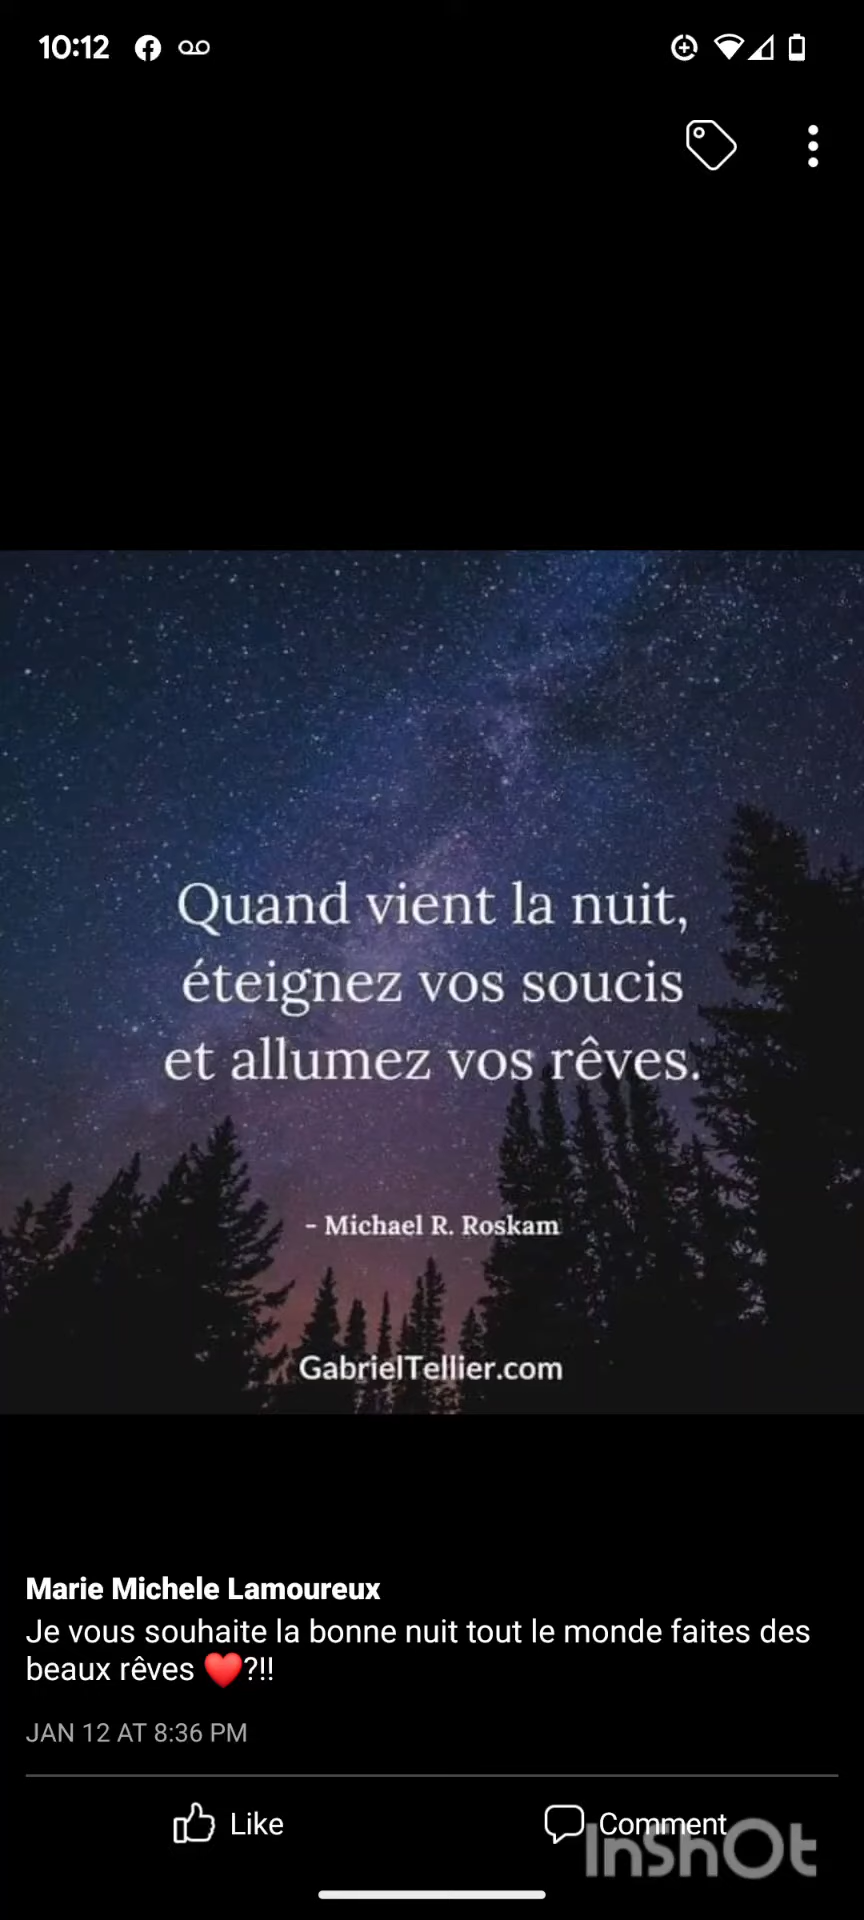 10:12
Quand vient la nuit,
éteignez vos soucis
et allumez vos rêves.
- Michael R. Roskam
GabrielTellier.com
Marie Michele Lamoureux
Je vous souhaite la bonne nuit tout le monde faites des
beaux rêves ❤️?!!
JAN 12 AT 8:36 PM
Like
Comment
InShOt